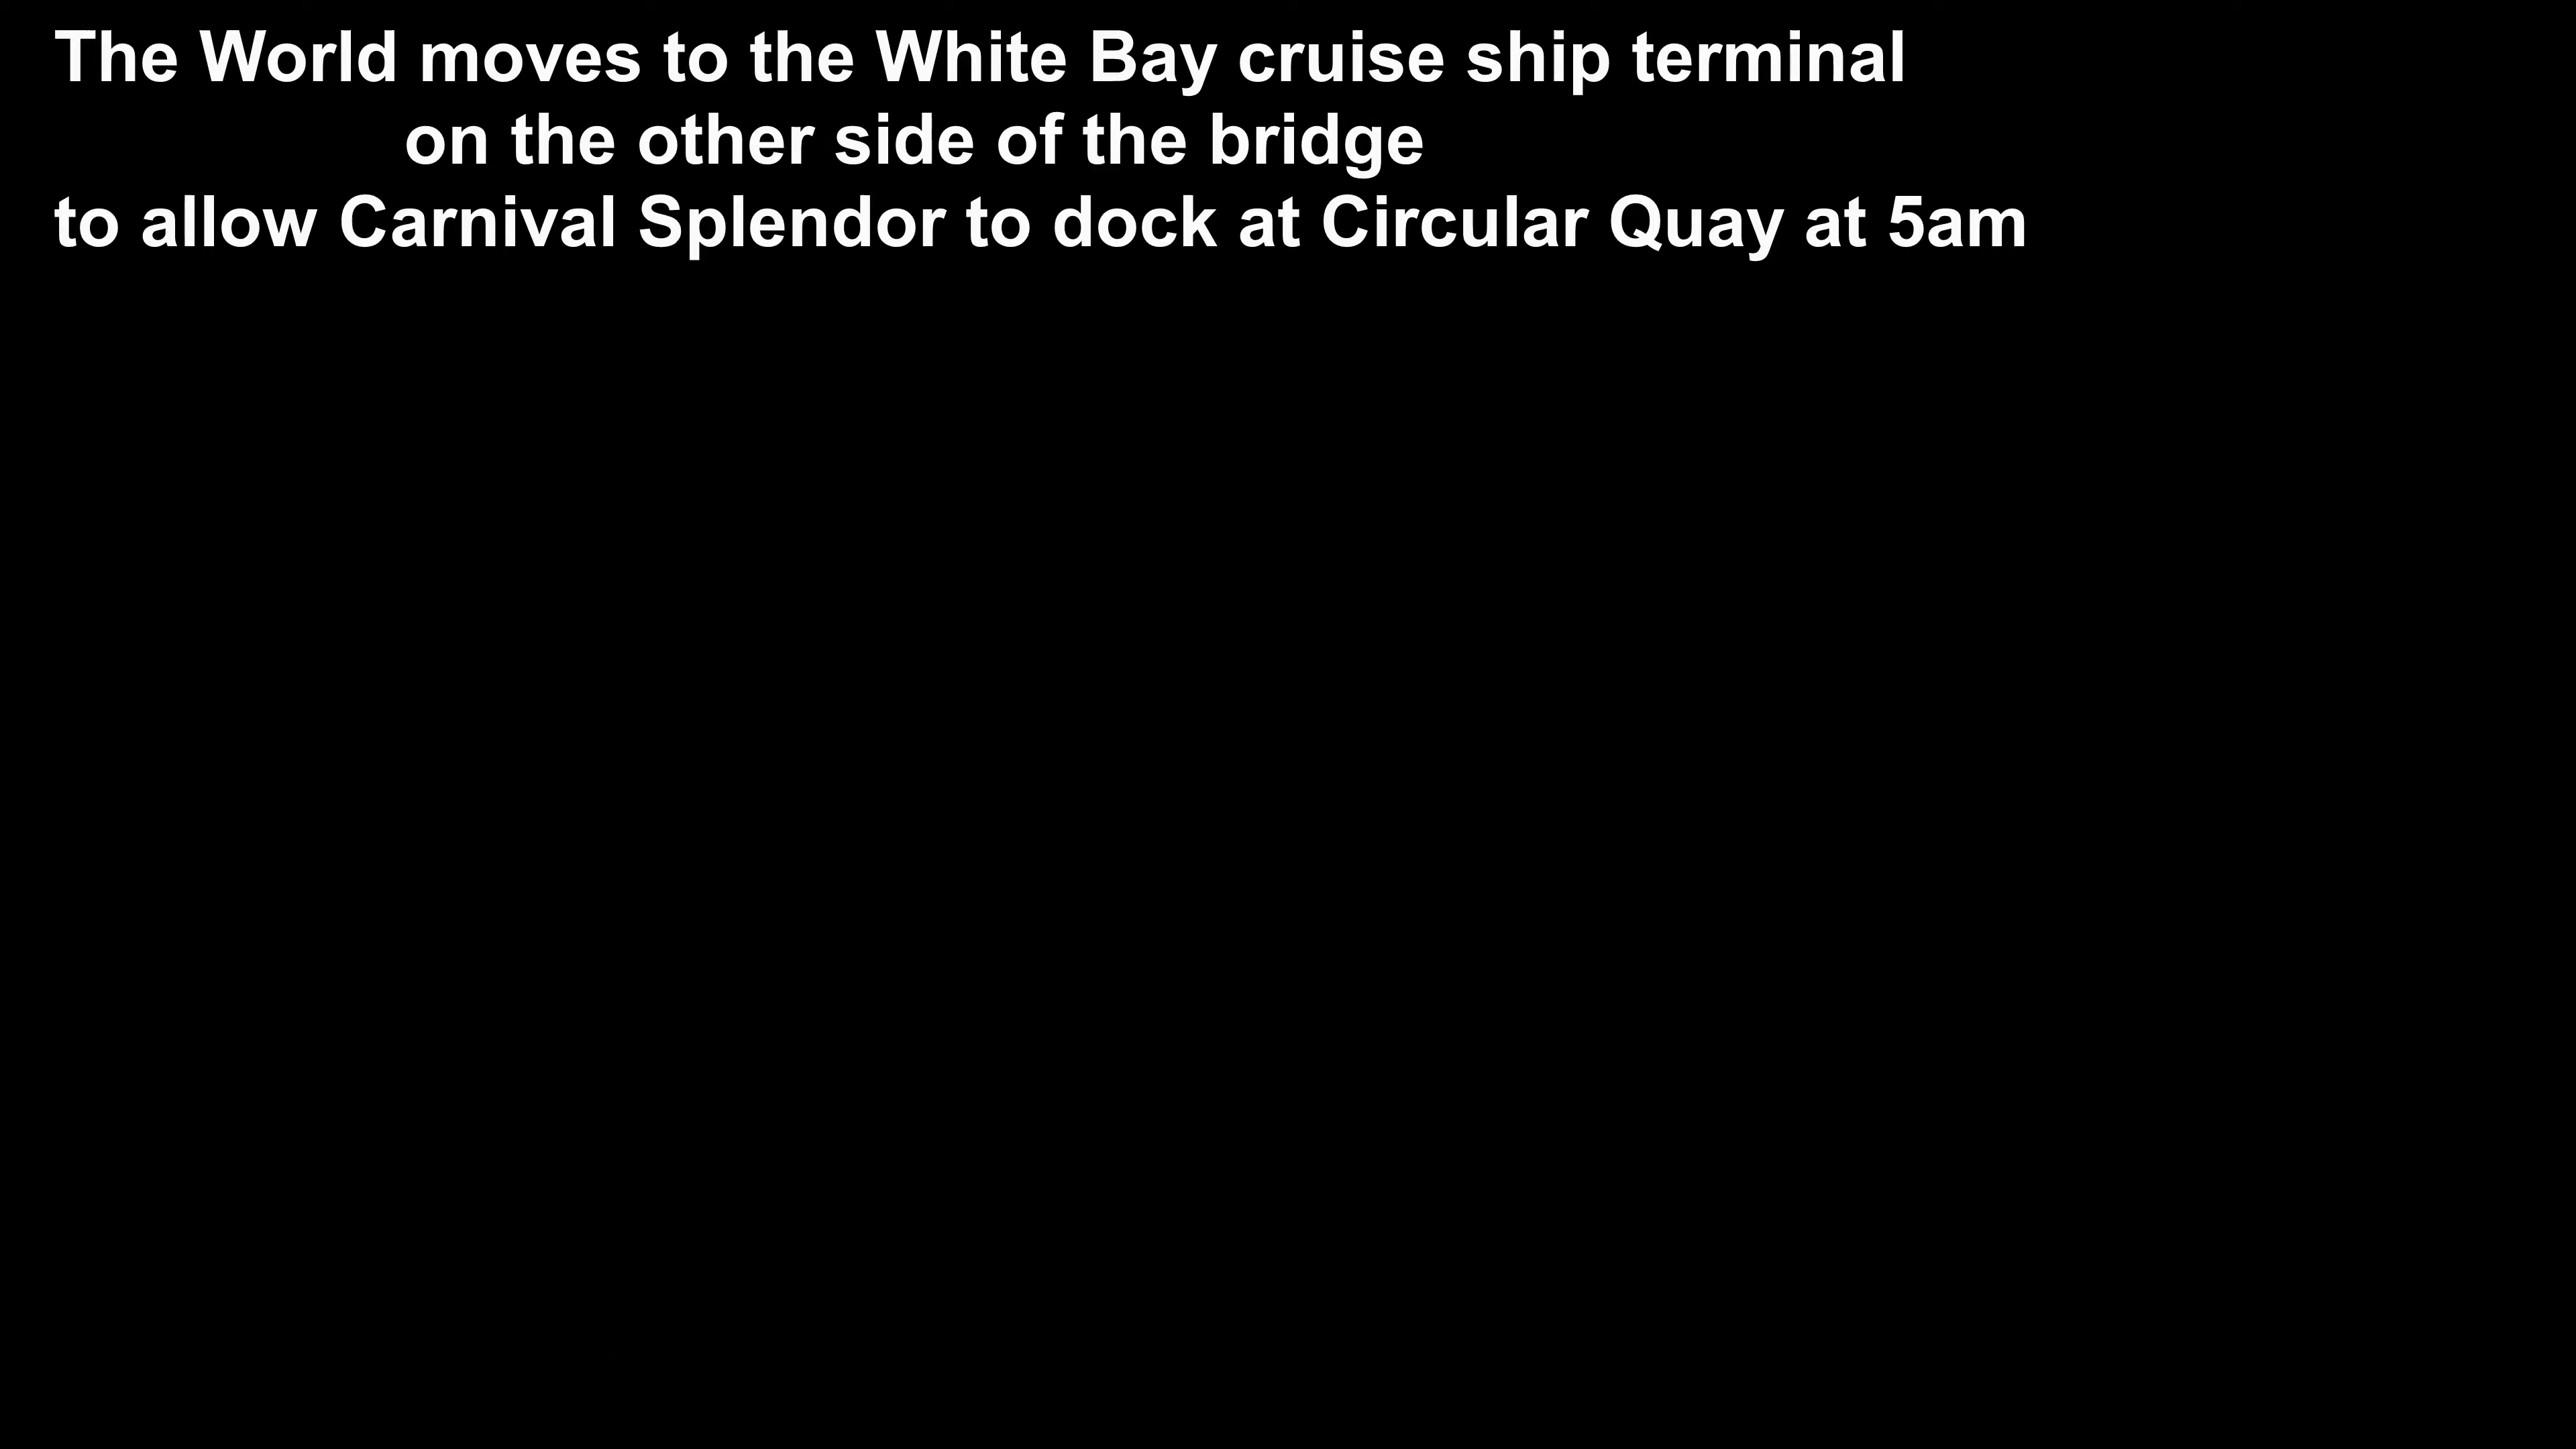 The World moves to the White Bay cruise ship terminal
on the other side of the bridge
to allow Carnival Splendor to dock at Circular Quay at 5am